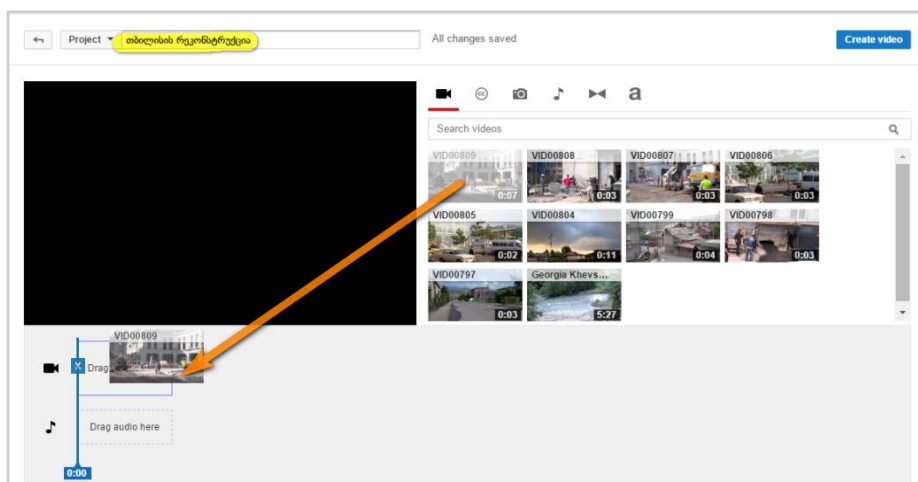 Project თბილისის რეკონსტრუქცია All changes saved. Create video
a
Search videos
VID00809 VID00808 VID00807 VID00806
0:07 0:03 0:03 0:03
VID00805 VID00804 VID00799 VID00798
0:02 0:11 0:04 0:03
VID00797 Georgia Khevs...
0:03 5:27
VID00809
Drag
Drag audio here
0:00